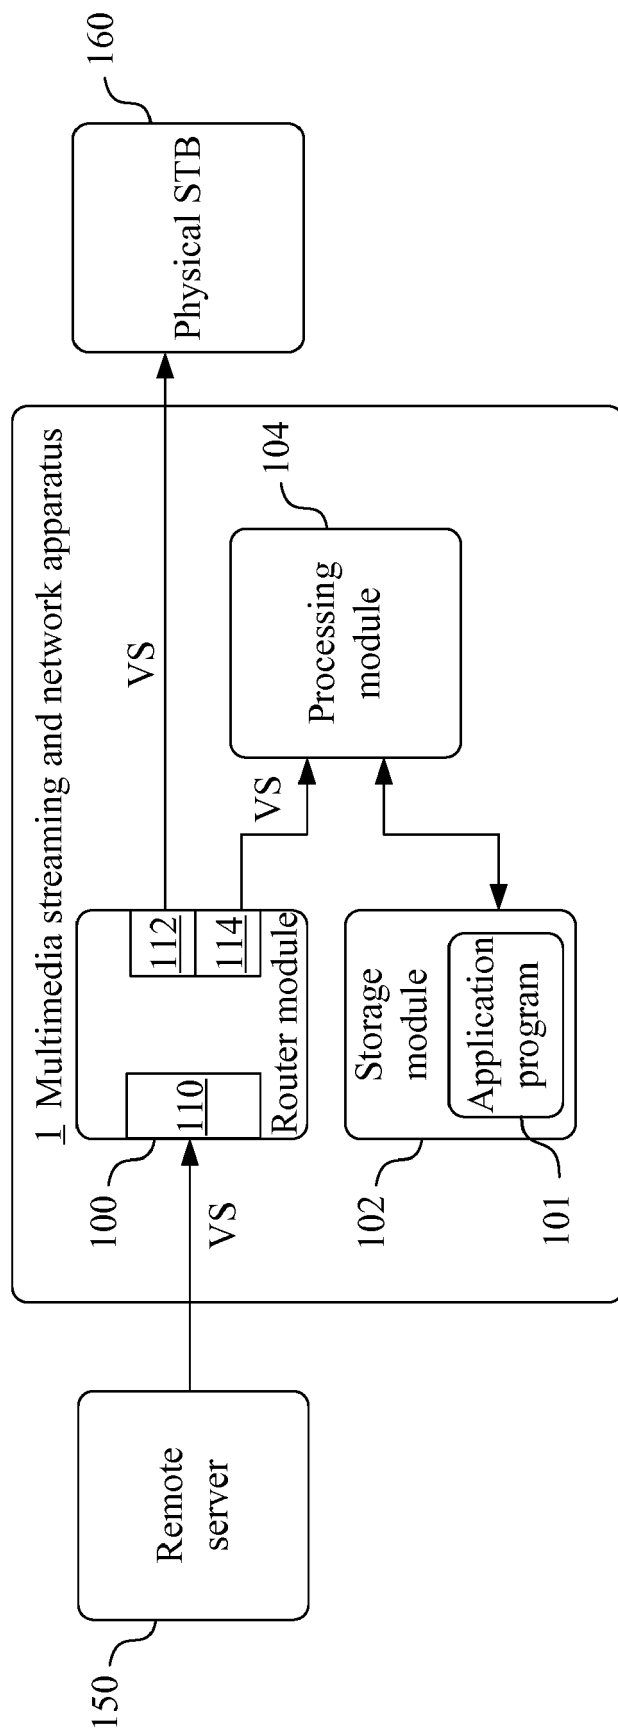 1 Multimedia streaming and network apparatus
150
Remote
server
VS
100
110
112
114
Router module
VS
VS
102
Storage
module
Application
program
101
Processing
module
104
Physical STB
160